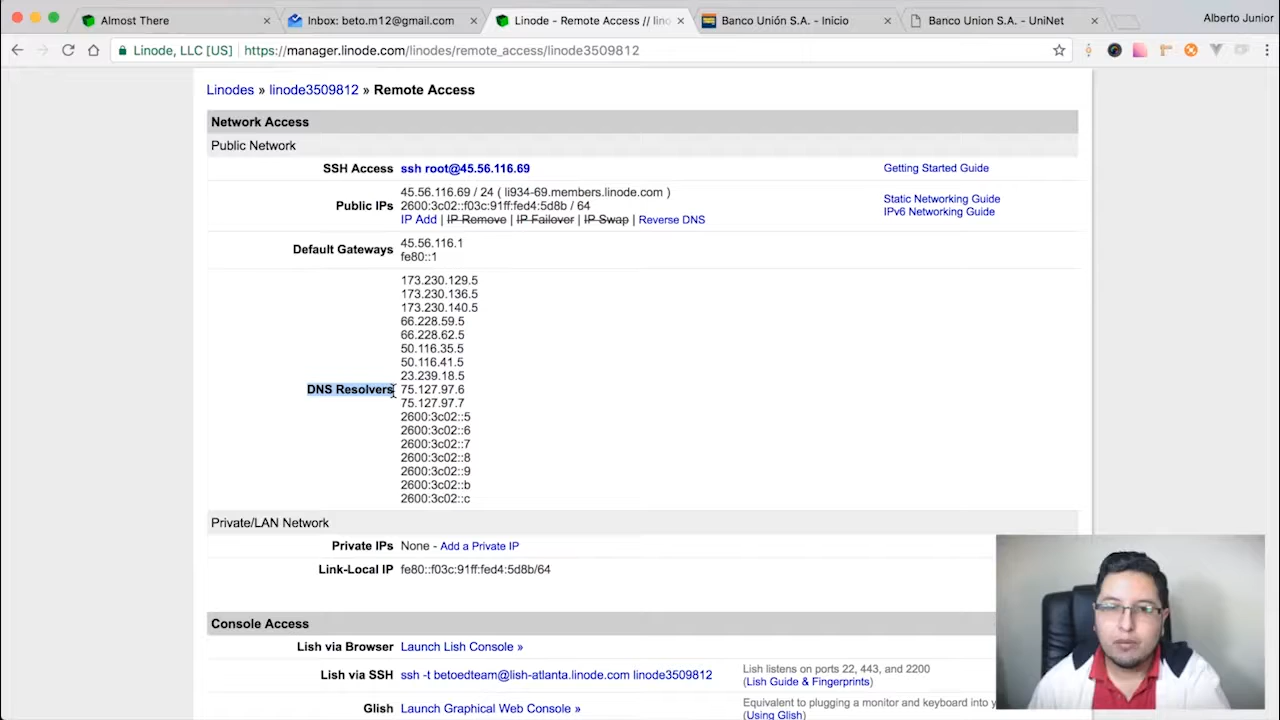 Almost There
Inbox: beto.m12@gmail.com
Linode - Remote Access // lino
Banco Unión S.A. - Inicio
Banco Union S.A. - UniNet
Alberto Junior
Linode, LLC [US]
https://manager.linode.com/linodes/remote_access/linode3509812
Linodes » linode3509812 » Remote Access
Network Access
Public Network
SSH Access ssh root@45.56.116.69 Getting Started Guide
Public IPs
45.56.116.69 / 24 ( li934-69.members.linode.com )
2600:3c02::f03c:91ff:fed4:5d8b / 64
IP Add | IP Remove | IP Failover | IP Swap | Reverse DNS
Static Networking Guide
IPv6 Networking Guide
Default Gateways
45.56.116.1
fe80::1
DNS Resolvers
173.230.129.5
173.230.136.5
173.230.140.5
66.228.59.5
66.228.62.5
50.116.35.5
50.116.41.5
23.239.18.5
75.127.97.6
75.127.97.7
2600:3c02::5
2600:3c02::6
2600:3c02::7
2600:3c02::8
2600:3c02::9
2600:3c02::b
2600:3c02::c
Private/LAN Network
Private IPs None - Add a Private IP
Link-Local IP fe80::f03c:91ff:fed4:5d8b/64
Console Access
Lish via Browser Launch Lish Console »
Lish via SSH ssh -t betoedteam@lish-atlanta.linode.com linode3509812
Lish listens on ports 22, 443, and 2200
(Lish Guide & Fingerprints)
Glish Launch Graphical Web Console »
Equivalent to plugging a monitor and keyboard into y
(Using Glish)